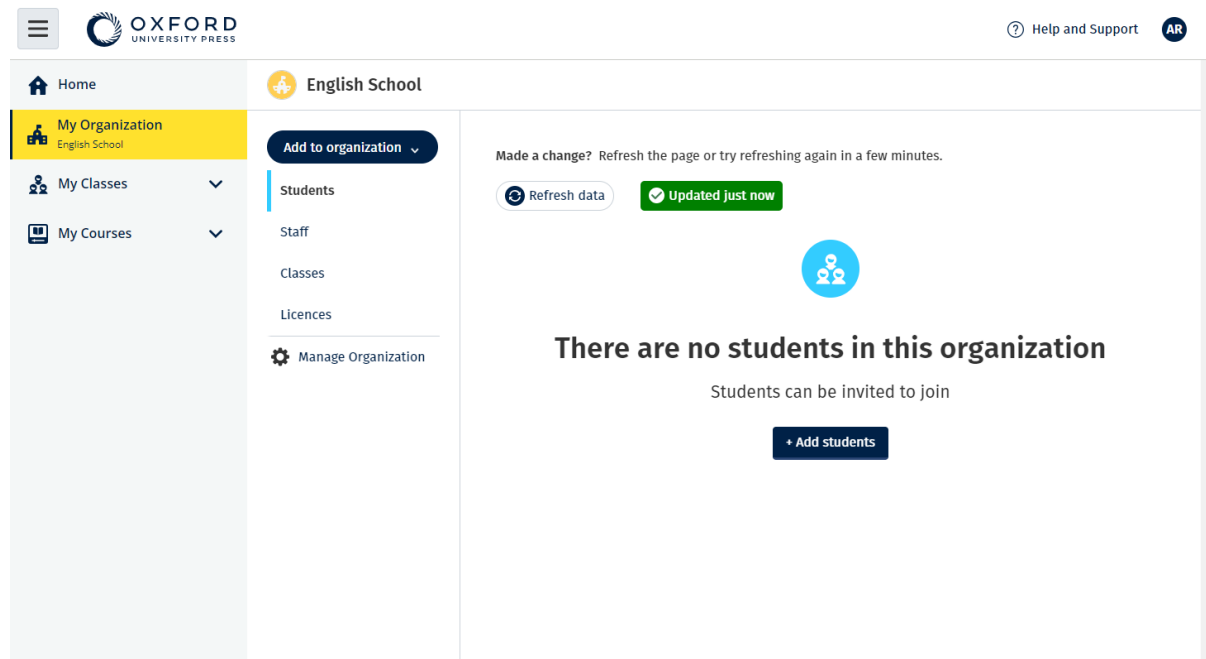 OXFORD
UNIVERSITY PRESS
Help and Support
AR
Home
My Organization
English School
My Classes
My Courses
English School
Add to organization
Students
Staff
Classes
Licences
Manage Organization
Made a change? Refresh the page or try refreshing again in a few minutes.
Refresh data
Updated just now
There are no students in this organization
Students can be invited to join
+ Add students